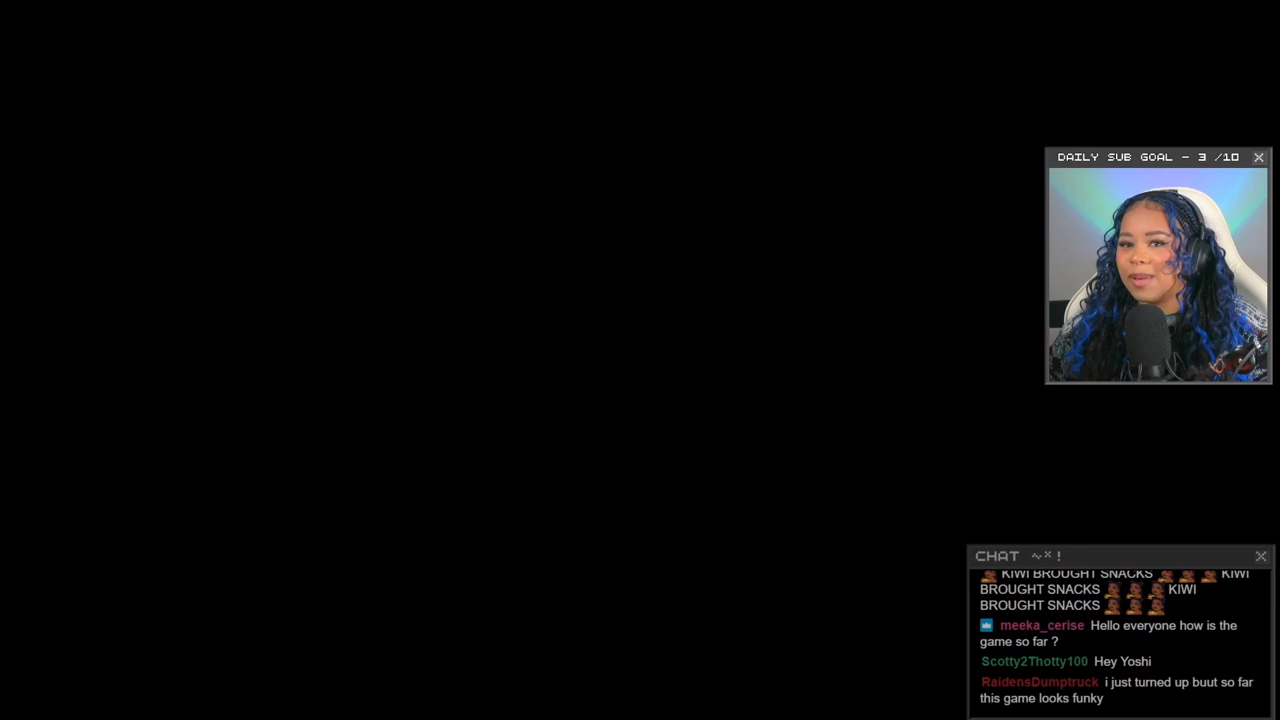 DAILY SUB GOAL - 3 /10
CHAT ~× !
KIWI BROUGHT SNACKS KIWI
BROUGHT SNACKS KIWI
BROUGHT SNACKS
meeka_cerise Hello everyone how is the
game so far ?
Scotty2Thotty100 Hey Yoshi
RaidensDumptruck i just turned up buut so far
this game looks funky